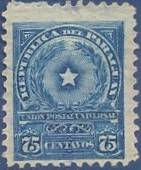 REPUBLICA DEL PARAGUAY
UNION POSTAL UNIVERSAL
75 75
CENTAVOS